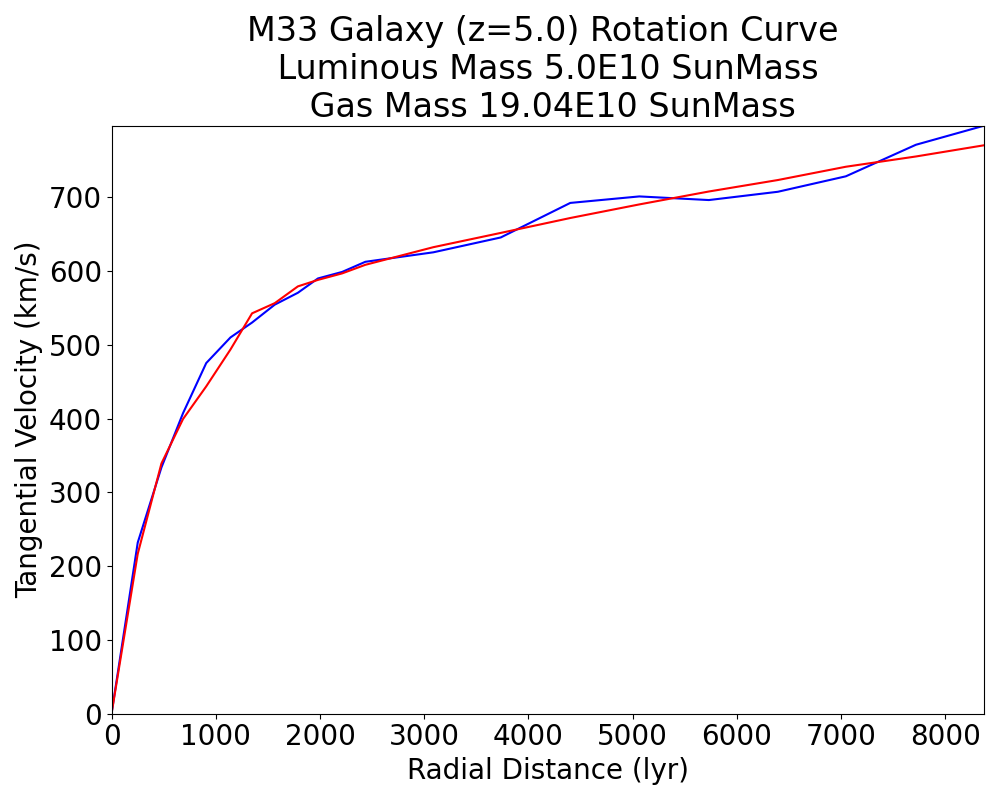 M33 Galaxy (z=5.0) Rotation Curve
Luminous Mass 5.0E10 SunMass
Gas Mass 19.04E10 SunMass
Tangential Velocity (km/s)
700
600
500
400
300
200
100
0
0 1000 2000 3000 4000 5000 6000 7000 8000
Radial Distance (lyr)